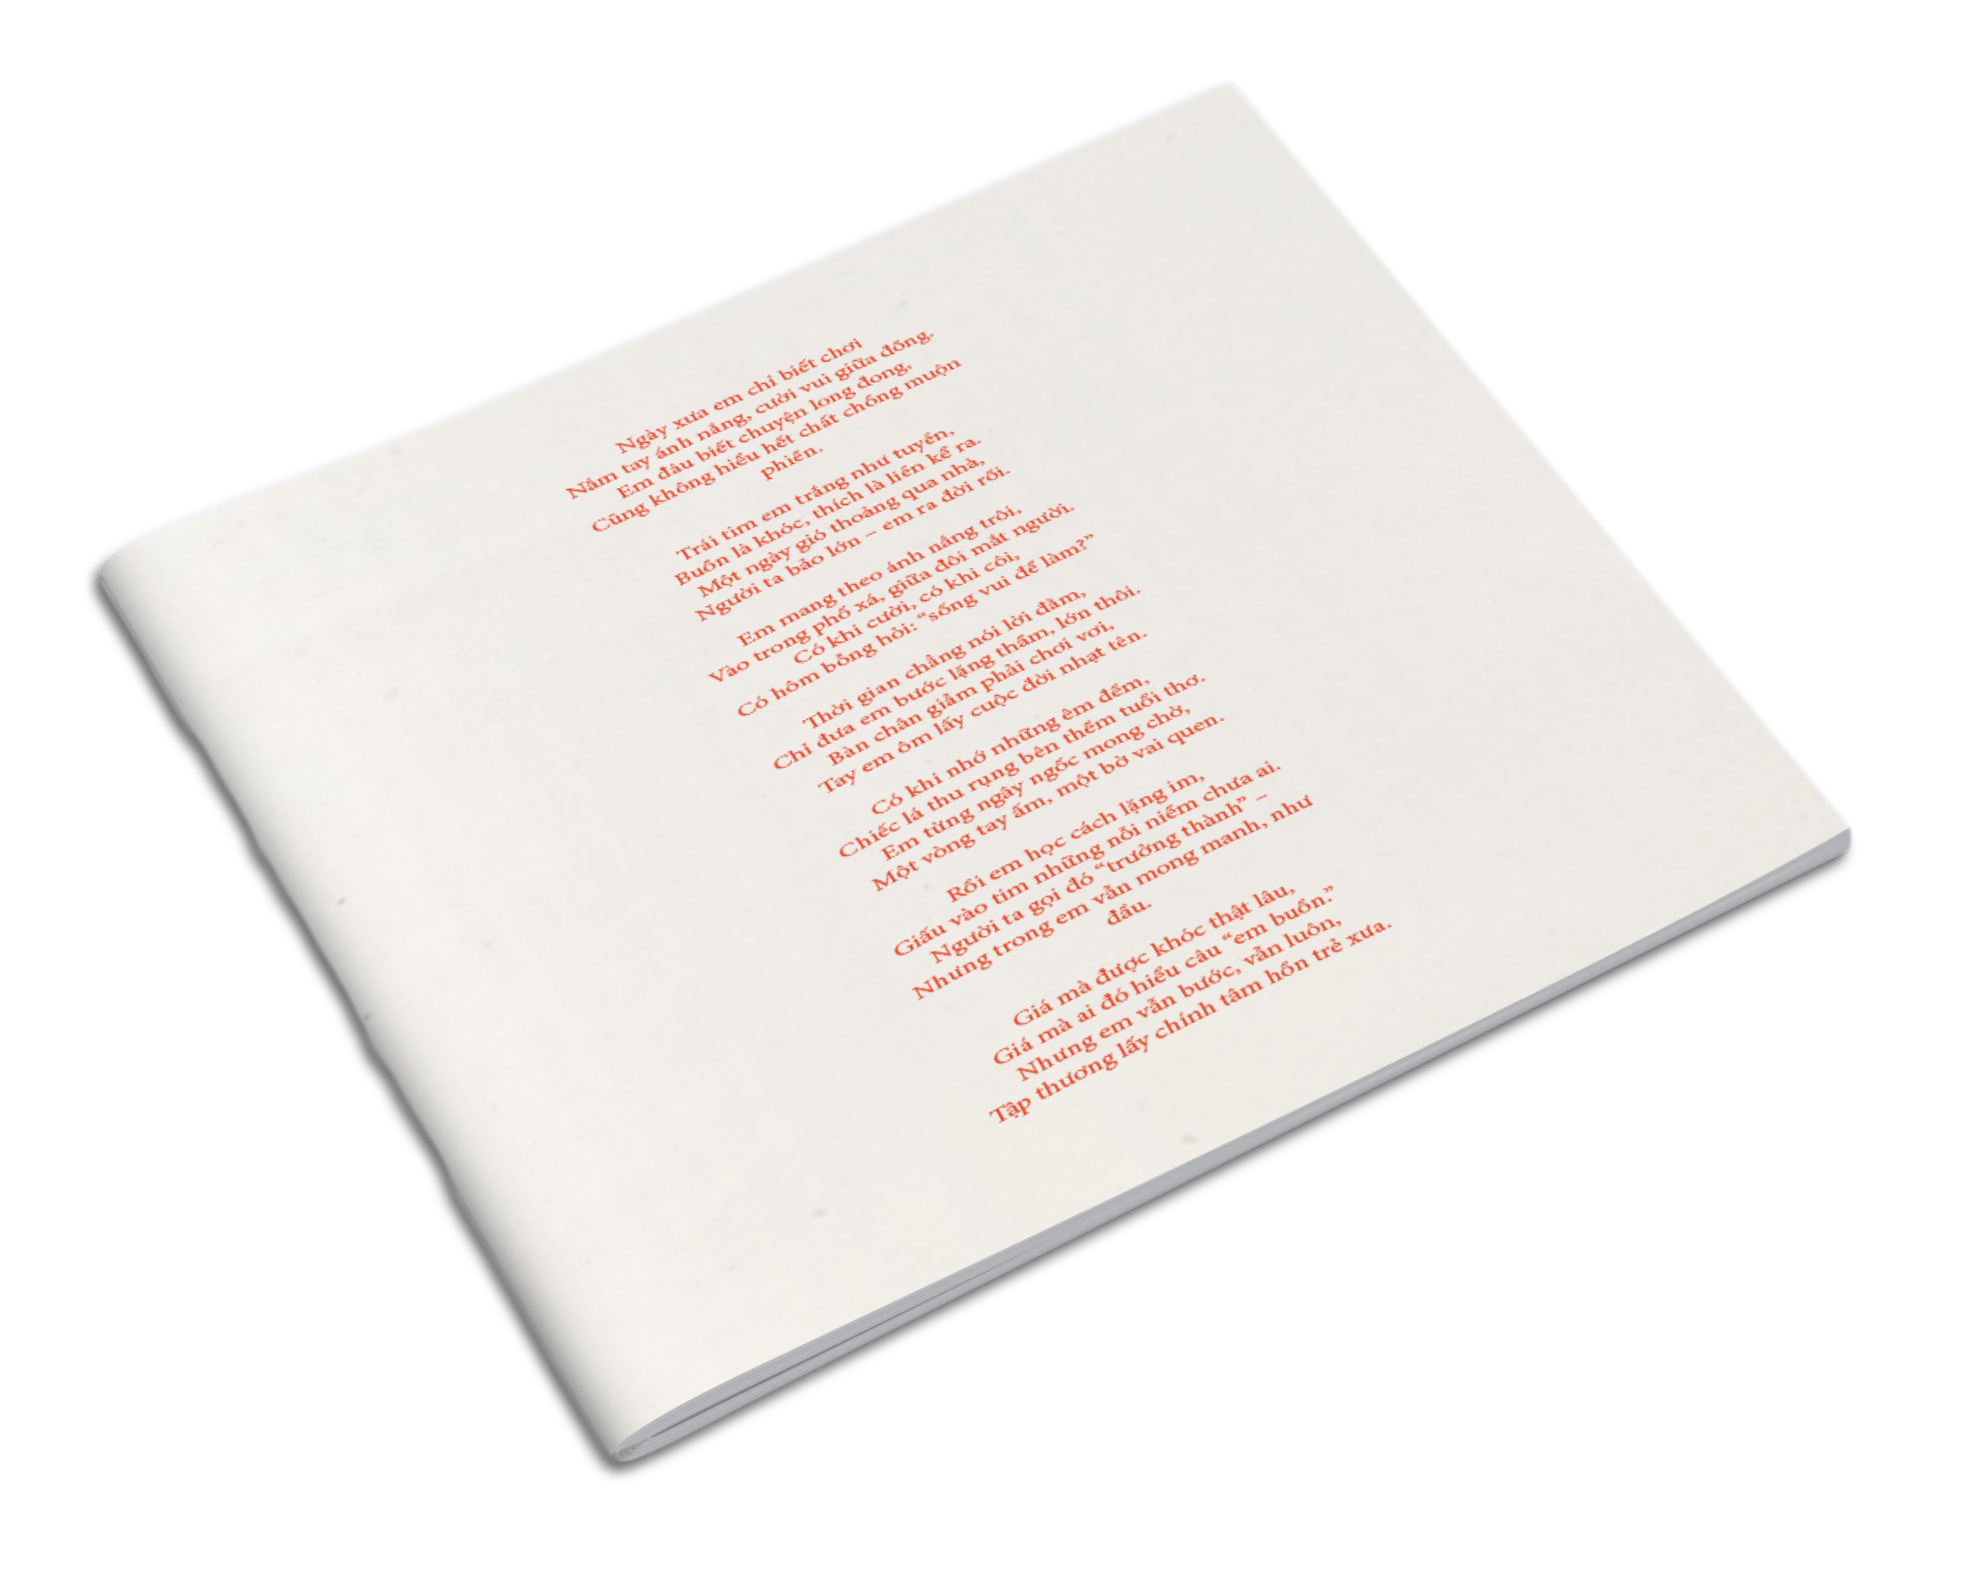 Ngày xưa em chỉ biết chơi
Nắm tay ánh nắng, cười vui giữa đồng.
Em đâu biết chuyện long đong,
Cũng không hiểu hết chất chồng muộn
phiền.
Trái tim em trắng như tuyền,
Buồn là khóc, thích là liền kể ra.
Một ngày gió thoảng qua nhà,
Người ta bảo lớn – em ra đời rồi.
Em mang theo ánh nắng trôi,
Vào trong phố xá, giữa đôi mắt người.
Có khi cười, có khi côi,
Có hôm bỗng hỏi: “sống vui để làm?”
Thời gian chẳng nói lời đằm,
Chỉ đưa em bước lặng thầm, lớn thôi.
Bàn chân giẫm phải chơi vơi,
Tay em ôm lấy cuộc đời nhạt tên.
Có khi nhớ những êm đềm,
Chiếc lá thu rụng bên thềm tuổi thơ.
Em từng ngây ngốc mong chờ,
Một vòng tay ấm, một bờ vai quen.
Rồi em học cách lặng im,
Giấu vào tim những nỗi niềm chưa ai.
Người ta gọi đó “trưởng thành” –
Nhưng trong em vẫn mong manh, như
đầu.
Giá mà được khóc thật lâu,
Giá mà ai đó hiểu câu “em buồn.”
Nhưng em vẫn bước, vẫn luôn,
Tập thương lấy chính tâm hồn trẻ xưa.